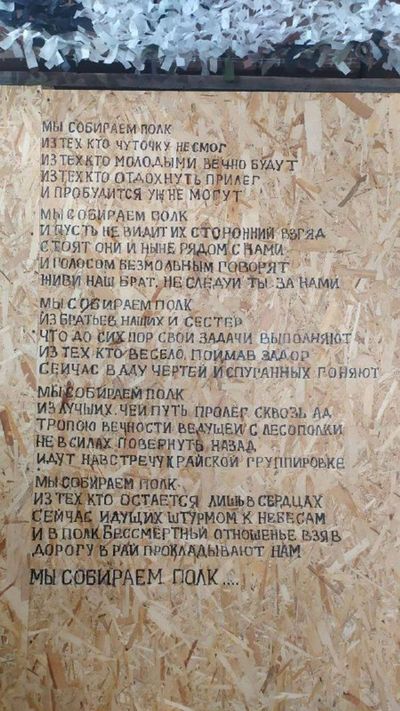 МЫ СОБИРАЕМ ПОЛК
ИЗ ТЕХ КТО ЧУТОЧКУ НЕ СМОГ
ИЗ ТЕХ КТО МОЛОДЫМИ ВЕЧНО БУДУТ
ИЗ ТЕХ КТО ОТДОХНУТЬ ПРИЛЕГ
И ПРОБУДИТСЯ УЖ НЕ МОГУТ
МЫ СОБИРАЕМ ПОЛК
И ПУСТЬ НЕ ВИДИТ ИХ СТОРОННИЙ ВЗГЯД
СТОЯТ ОНИ И НЫНЕ РЯДОМ С НАМИ
И ГОЛОСОМ БЕЗМОЛЬНЫМ ГОВОРЯТ
ЖИВИ НАШ БРАТ. НЕ СЛЕДУЙ ТЫ ЗА НАМИ
МЫ СОБИРАЕМ ПОЛК
ИЗ БРАТЬЕВ НАШИХ И СЕСТЕР
ЧТО ДО СИХ ПОР СВОИ ЗАДАЧИ ВЫПОЛНЯЮТ
ИЗ ТЕХ КТО ВЕСЕЛО, ПОЙМАВ ЗАДОР
СЕЙЧАС В АДУ ЧЕРТЕЙ ИСПУРАННЫХ ГОНЯЮТ
МЫ СОБИРАЕМ ПОЛК
ИЗ ЛУЧШИХ. ЧЕЙ ПУТЬ ПРОЛЁГ СКВОЗЬ АД
ТРОПОЮ ВЕЧНОСТИ ВЕДУЩЕЙ С ЛЕСОПОЛКИ
НЕ В СИЛАХ ПОВЕРНУТЬ НАЗАД
ИДУТ НАВСТРЕЧУ РАЙСКОЙ ГРУППИРОВКЕ
МЫ СОБИРАЕМ ПОЛК
ИЗ ТЕХ КТО ОСТАЕТСЯ ЛИШЬ В СЕРДЦАХ
СЕЙЧАС ИДУЩИХ ШТУРМОМ К НЕБЕСАМ
И В ПОЛК БЕССМЕРТНЫЙ ОТНОШЕНЬЕ ВЗЯВ
ДОРОГУ В РАЙ ПРОКЛАДЫВАЮТ НАМ
МЫ СОБИРАЕМ ПОЛК....